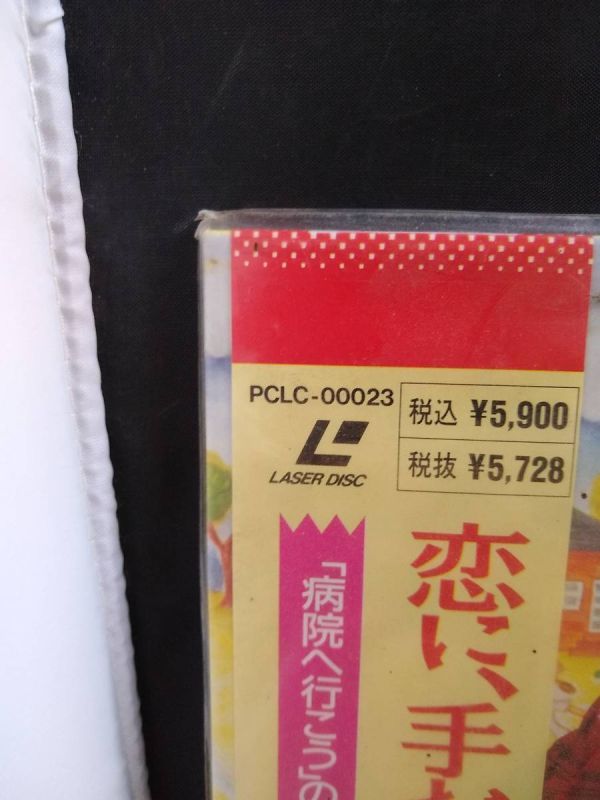 PCLC-00023
税込 ¥5,900
税抜 ¥5,728
LASER DISC
「病院へ行こう」の
恋に、手